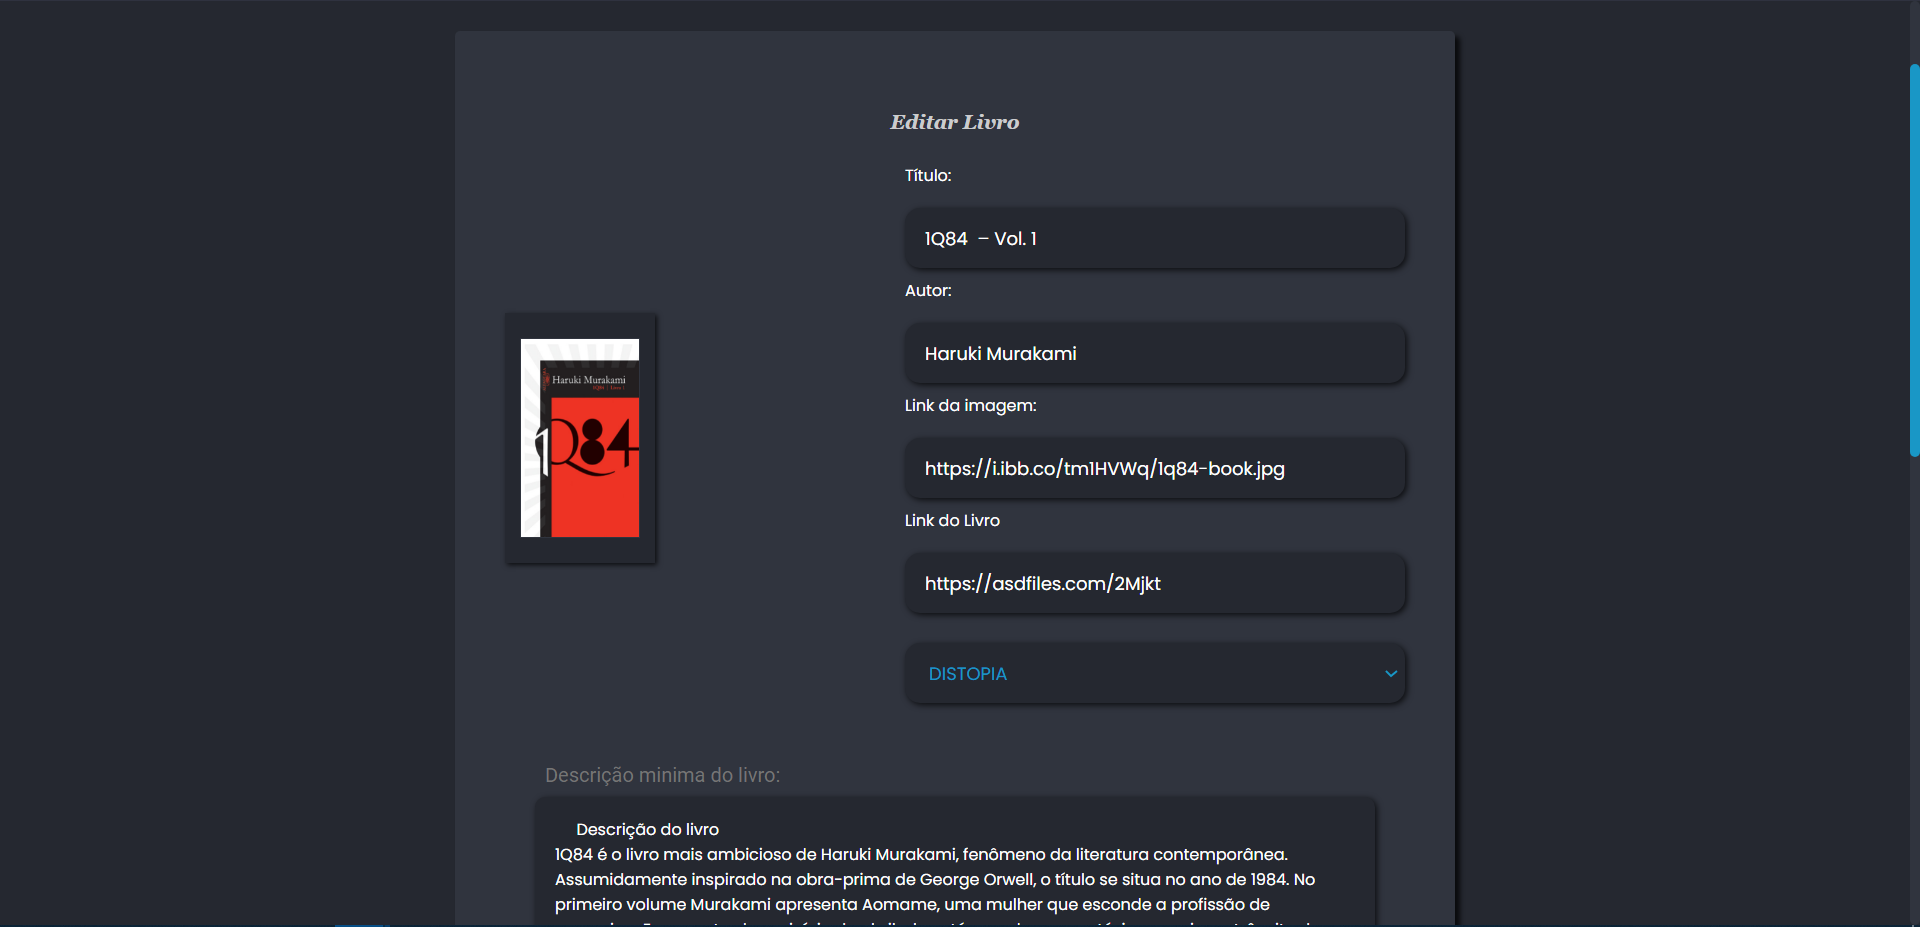 Editar Livro
Título:
1Q84  – Vol. 1
Autor:
Haruki Murakami
Link da imagem:
https://i.ibb.co/tm1HVWq/1q84-book.jpg
Link do Livro
https://asdfiles.com/2Mjkt
DISTOPIA
Haruki Murakami
1Q84
Descrição minima do livro:
Descrição do livro
1Q84 é o livro mais ambicioso de Haruki Murakami, fenômeno da literatura contemporânea.
Assumidamente inspirado na obra-prima de George Orwell, o título se situa no ano de 1984. No
primeiro volume Murakami apresenta Aomame, uma mulher que esconde a profissão de